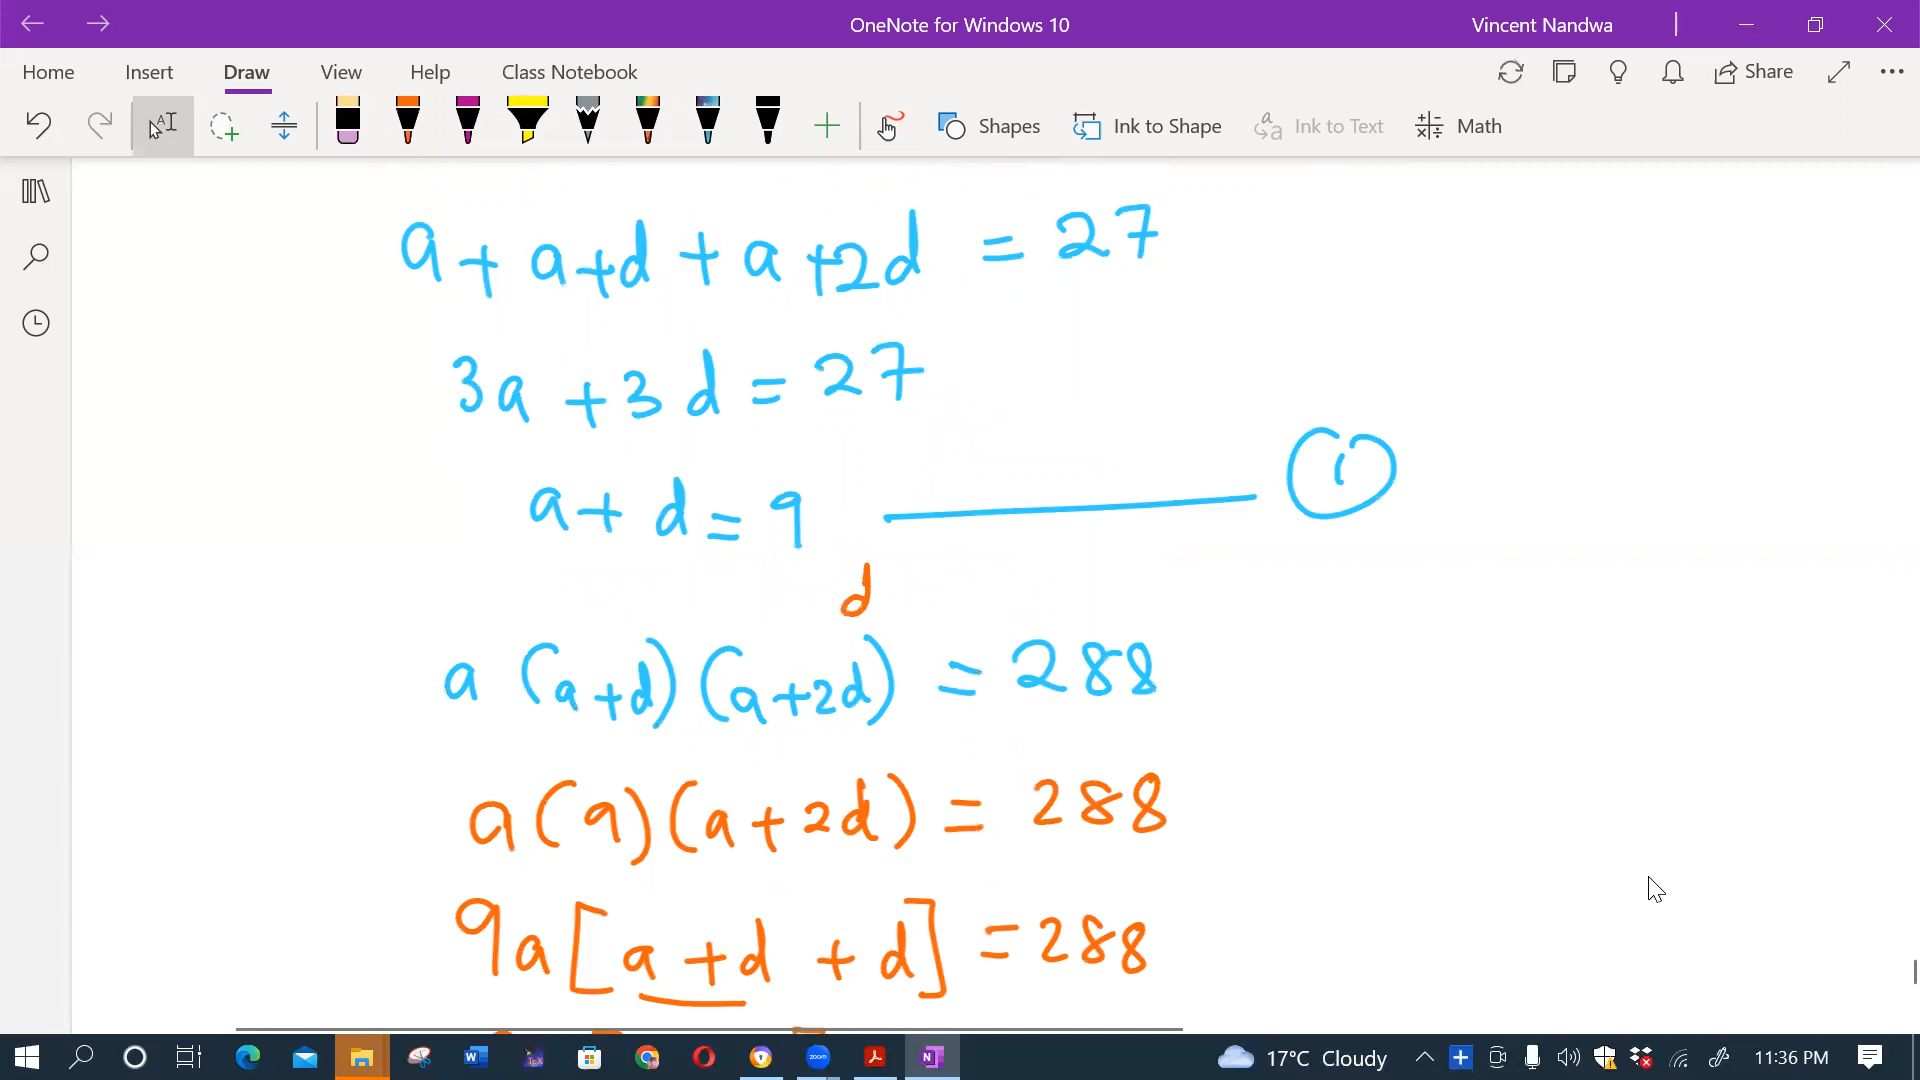 OneNote for Windows 10
Vincent Nandwa
Home Insert Draw View Help Class Notebook Share
Shapes Ink to Shape Ink to Text Math
a + a + d + a + 2d = 27
3a + 3d = 27
a + d = 9 1
d
a (a+d) (a+2d) = 288
a (9) (a+2d) = 288
9a [a + d + d] = 288
17°C Cloudy 11:36 PM